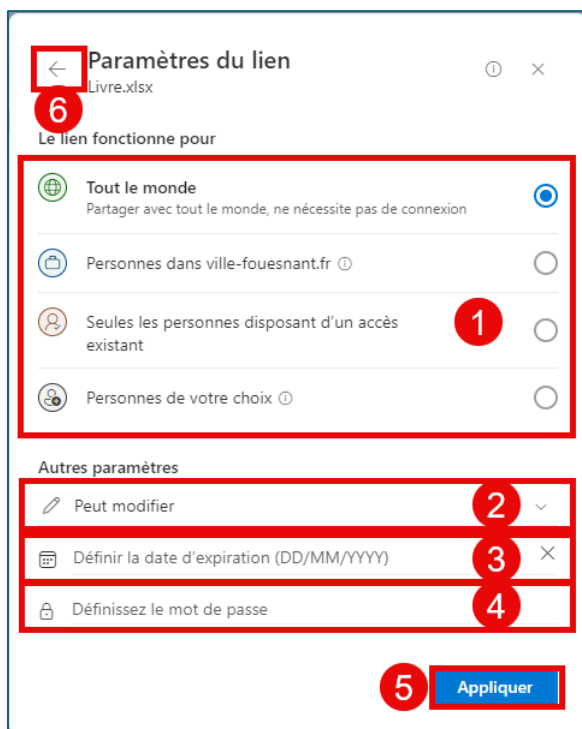 Paramètres du lien
Livre.xlsx
6
Le lien fonctionne pour
Tout le monde
Partager avec tout le monde, ne nécessite pas de connexion
Personnes dans ville-fouesnant.fr
Seules les personnes disposant d'un accès
existant
1
Personnes de votre choix
Autres paramètres
Peut modifier
2
Définir la date d'expiration (DD/MM/YYYY)
3
Définissez le mot de passe
4
5
Appliquer